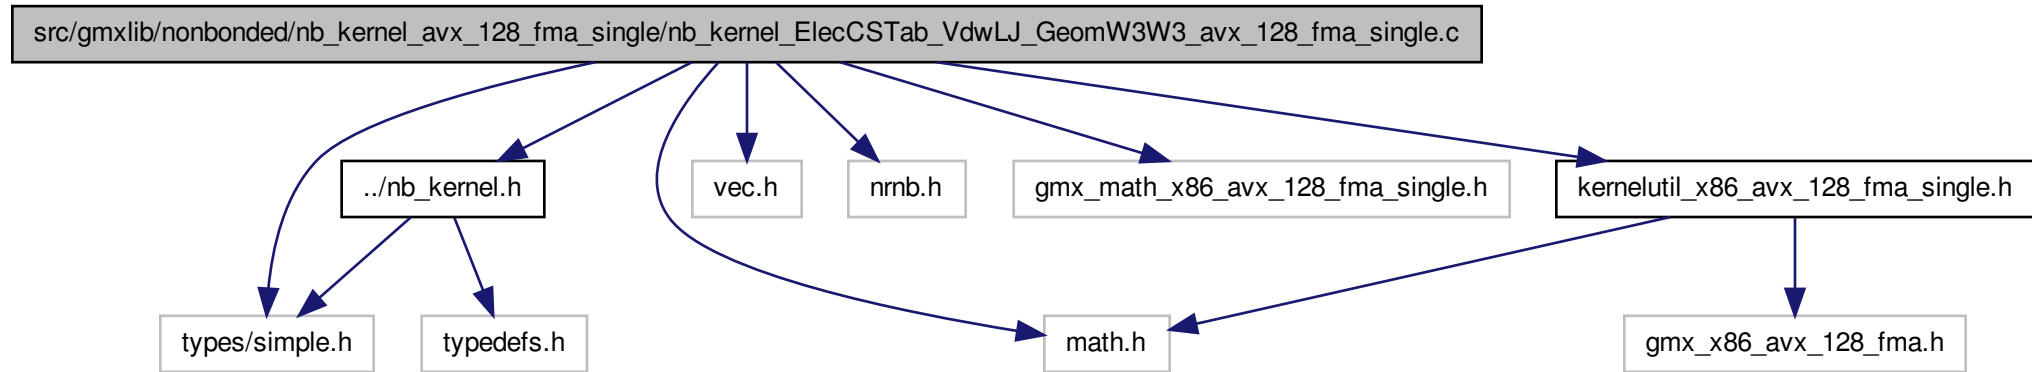 src/gmxlib/nonbonded/nb_kernel_avx_128_fma_single/nb_kernel_ElecCSTab_VdwLJ_GeomW3W3_avx_128_fma_single.c
../nb_kernel.h
vec.h
nrnb.h
gmx_math_x86_avx_128_fma_single.h
kernelutil_x86_avx_128_fma_single.h
types/simple.h
typedefs.h
math.h
gmx_x86_avx_128_fma.h